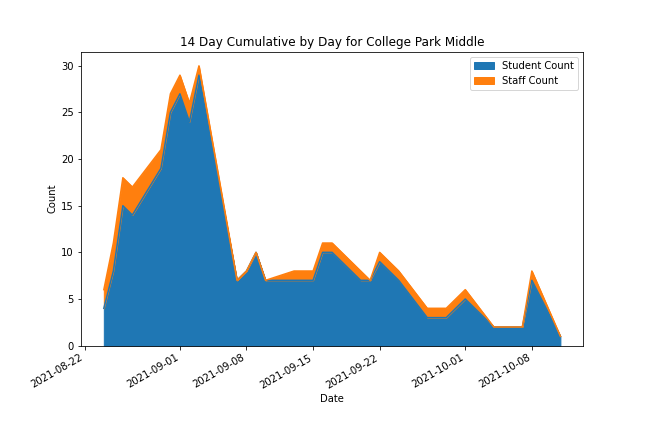 14 Day Cumulative by Day for College Park Middle
Student Count
Staff Count
30
25
20
15
10
5
0
Count
2021-08-22
2021-09-01
2021-09-08
2021-09-15
2021-09-22
2021-10-01
2021-10-08
Date